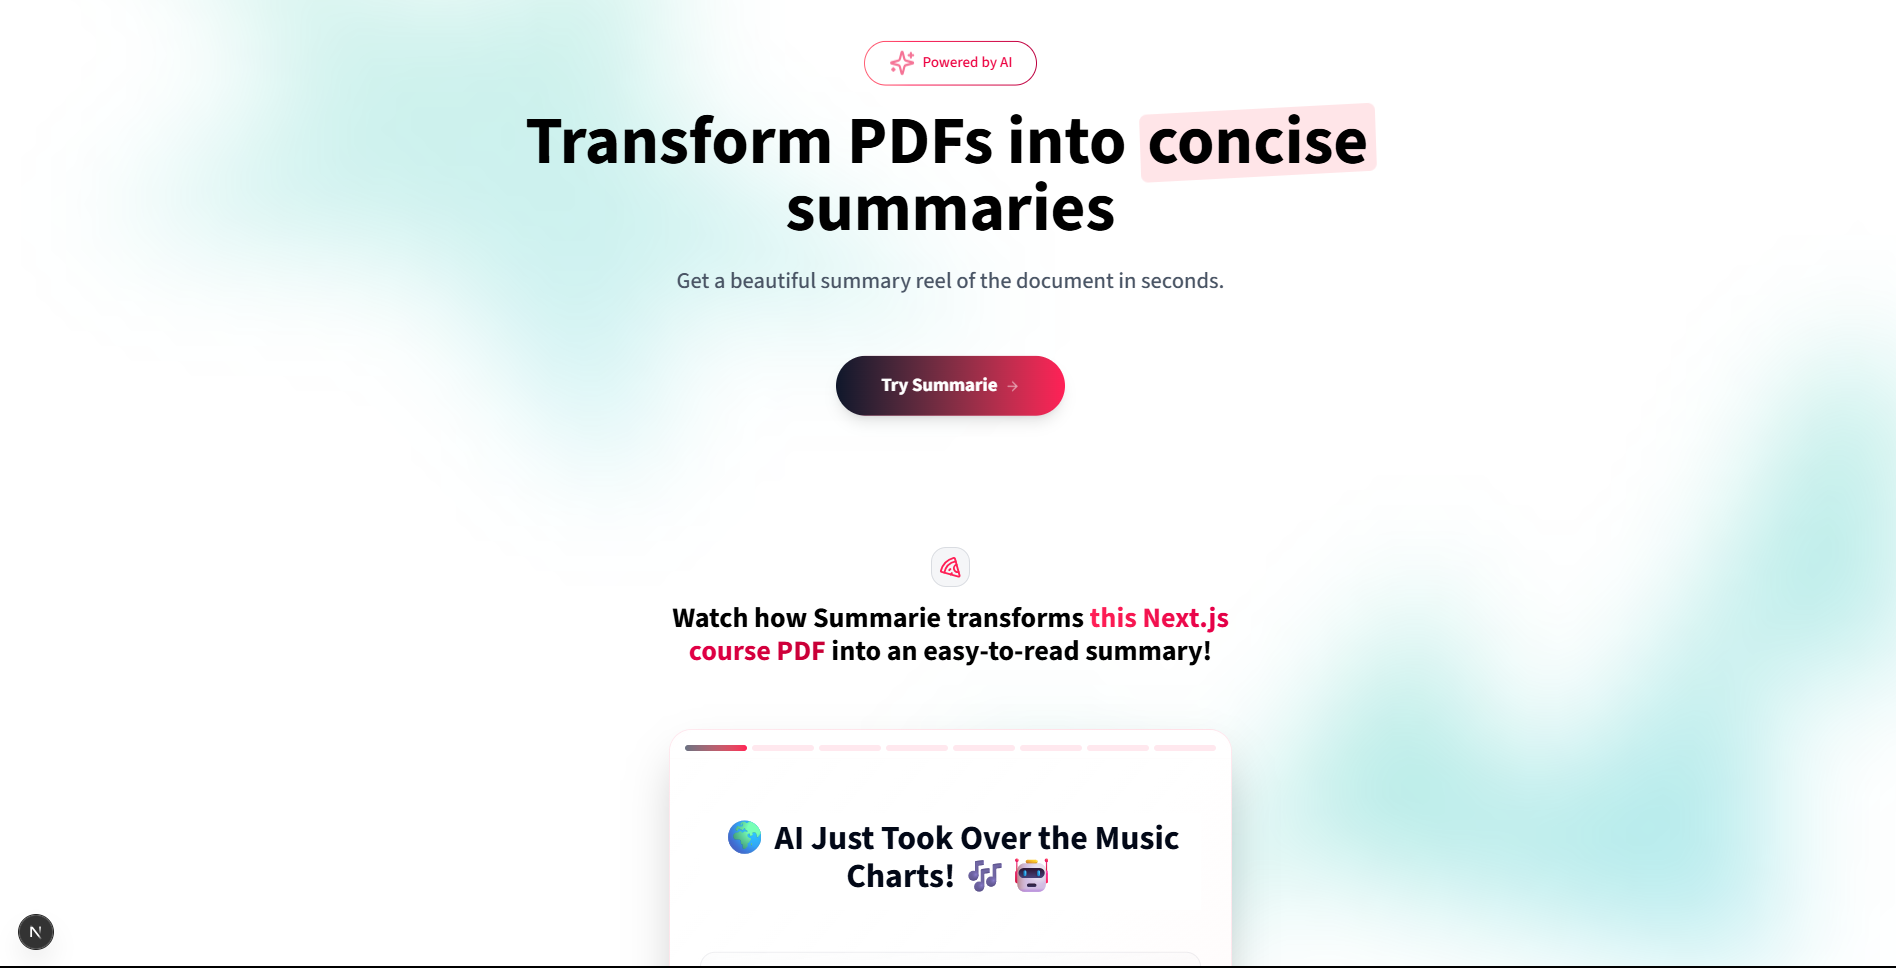 Powered by AI
Transform PDFs into concise
summaries
Get a beautiful summary reel of the document in seconds.
Try Summarie →
Watch how Summarie transforms this Next.js
course PDF into an easy-to-read summary!
🌍 AI Just Took Over the Music
Charts! 🎶 🤖
N